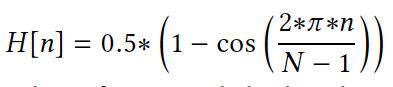 H[n] = 0.5* (1 − cos (2*π*n / N − 1))